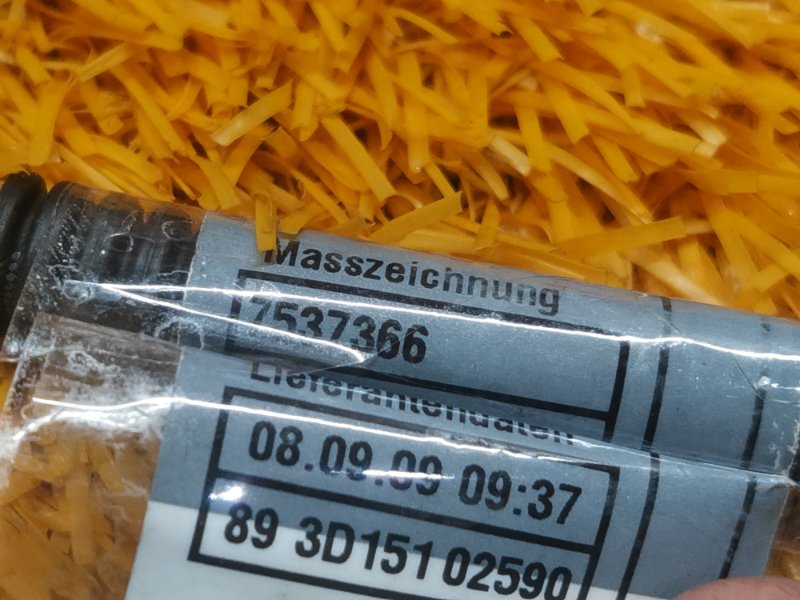 Masszeichnung
7537366
Lieferantendaten
08.09.09 09:37
89 3D151 02590